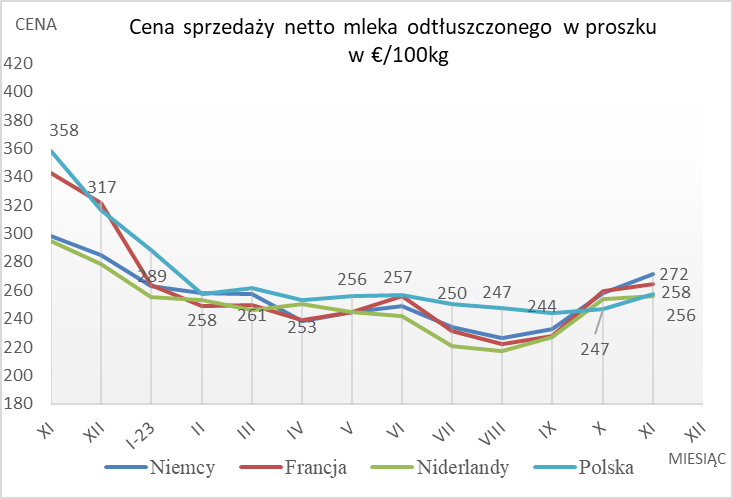 CENA
Cena sprzedaży netto mleka odtłuszczonego w proszku
w €/100kg
420
400
380
360
340
320
300
280
260
240
220
200
180
358
317
289
258
261
253
256
257
250
247
244
247
272
258
256
XI
XII
I-23
II
III
IV
V
VI
VII
VIII
IX
X
XI
XII
MIESIĄC
Niemcy
Francja
Niderlandy
Polska